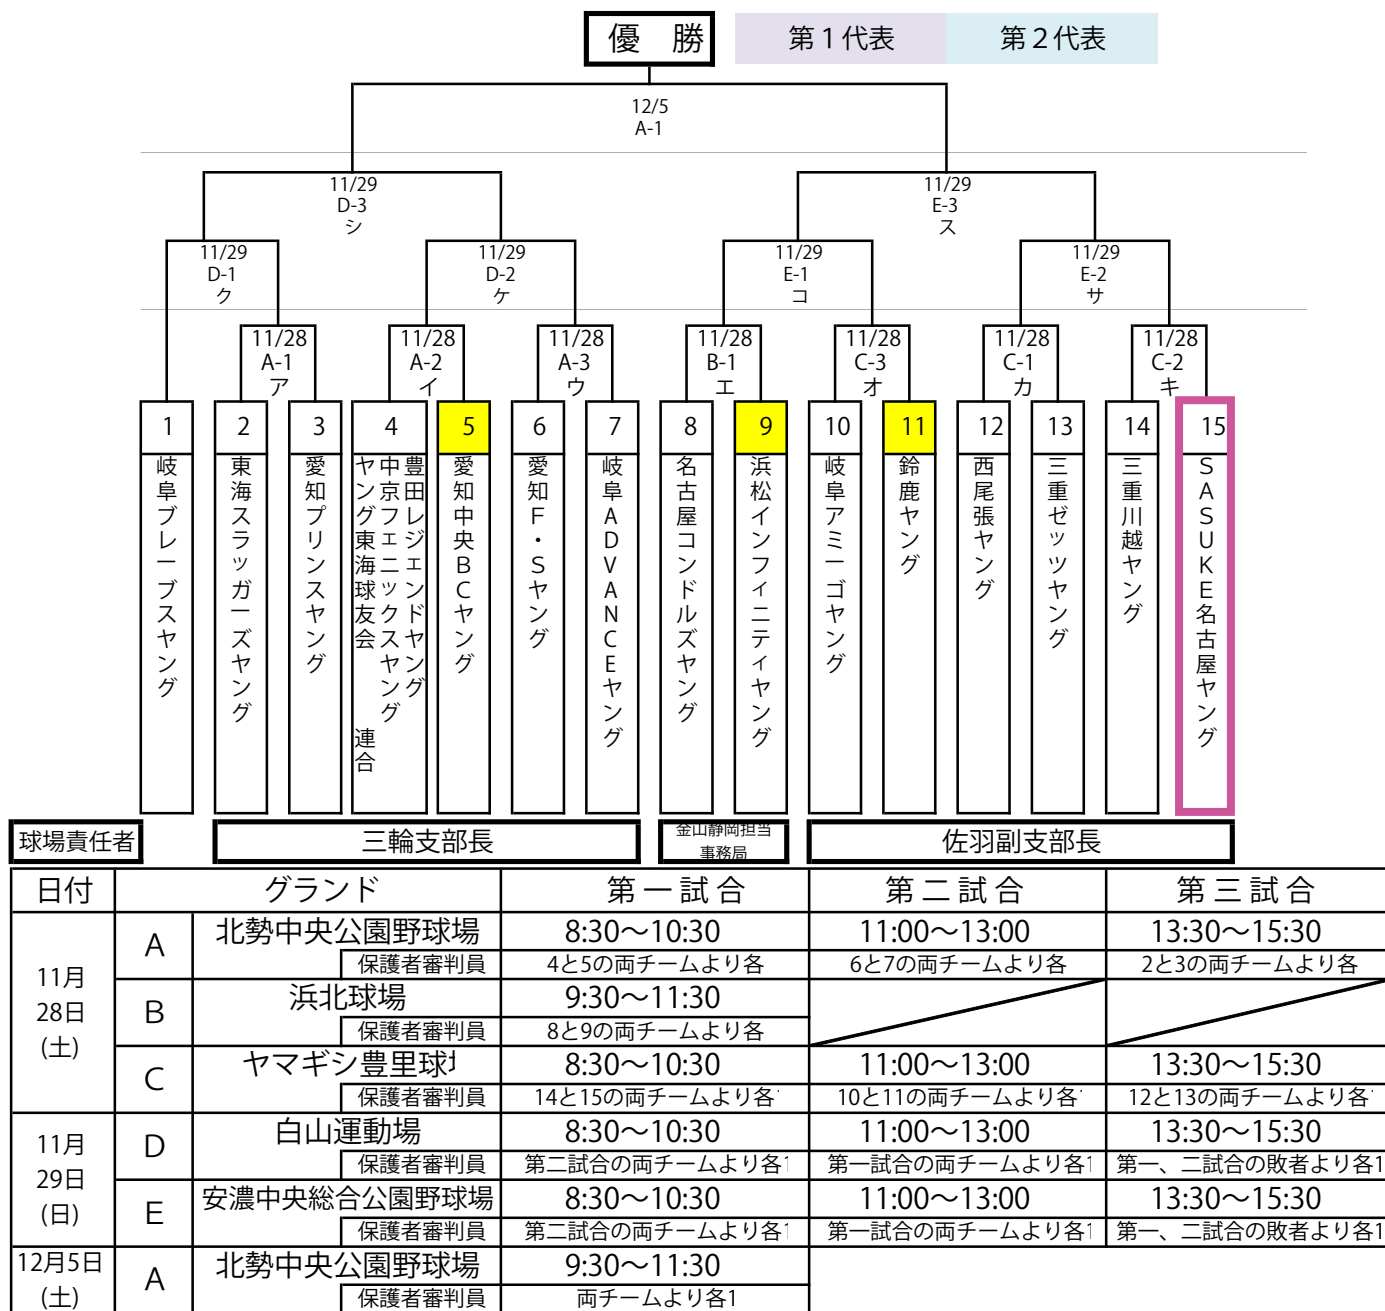 優　勝
第１代表
第２代表
12/5
A-1
11/29
D-3
シ
11/29
E-3
ス
11/29
D-1
ク
11/29
D-2
ケ
11/29
E-1
コ
11/29
E-2
サ
11/28
A-1
ア
11/28
A-2
イ
11/28
A-3
ウ
11/28
B-1
エ
11/28
C-3
オ
11/28
C-1
カ
11/28
C-2
キ
1
岐阜ブレーブスヤング
2
東海スラッガーズヤング
3
愛知プリンスヤング
4
豊田レジェンドヤング
中京フェニックスヤング
ヤング東海球友会　連合
5
愛知中央ＢＣヤング
6
愛知Ｆ・Ｓヤング
7
岐阜ＡＤＶＡＮＣＥヤング
8
名古屋コンドルズヤング
9
浜松インフィニティヤング
10
岐阜アミーゴヤング
11
鈴鹿ヤング
12
西尾張ヤング
13
三重ゼッツヤング
14
三重川越ヤング
15
ＳＡＳＵＫＥ名古屋ヤング
球場責任者
三輪支部長
金山静岡担当
事務局
佐羽副支部長
日付 グランド 第 一 試 合 第 二 試 合 第 三 試 合
11月
28日
(土)
A 北勢中央公園野球場 8:30～10:30 11:00～13:00 13:30～15:30
保護者審判員 4と5の両チームより各 6と7の両チームより各 2と3の両チームより各
B 浜北球場 9:30～11:30
保護者審判員 8と9の両チームより各
C ヤマギシ豊里球 8:30～10:30 11:00～13:00 13:30～15:30
保護者審判員 14と15の両チームより各 10と11の両チームより各 12と13の両チームより各
11月
29日
(日)
D 白山運動場 8:30～10:30 11:00～13:00 13:30～15:30
保護者審判員 第二試合の両チームより各1 第一試合の両チームより各1 第一、二試合の敗者より各1
E 安濃中央総合公園野球場 8:30～10:30 11:00～13:00 13:30～15:30
保護者審判員 第二試合の両チームより各1 第一試合の両チームより各1 第一、二試合の敗者より各1
12月5日
(土)
A 北勢中央公園野球場 9:30～11:30
保護者審判員 両チームより各1